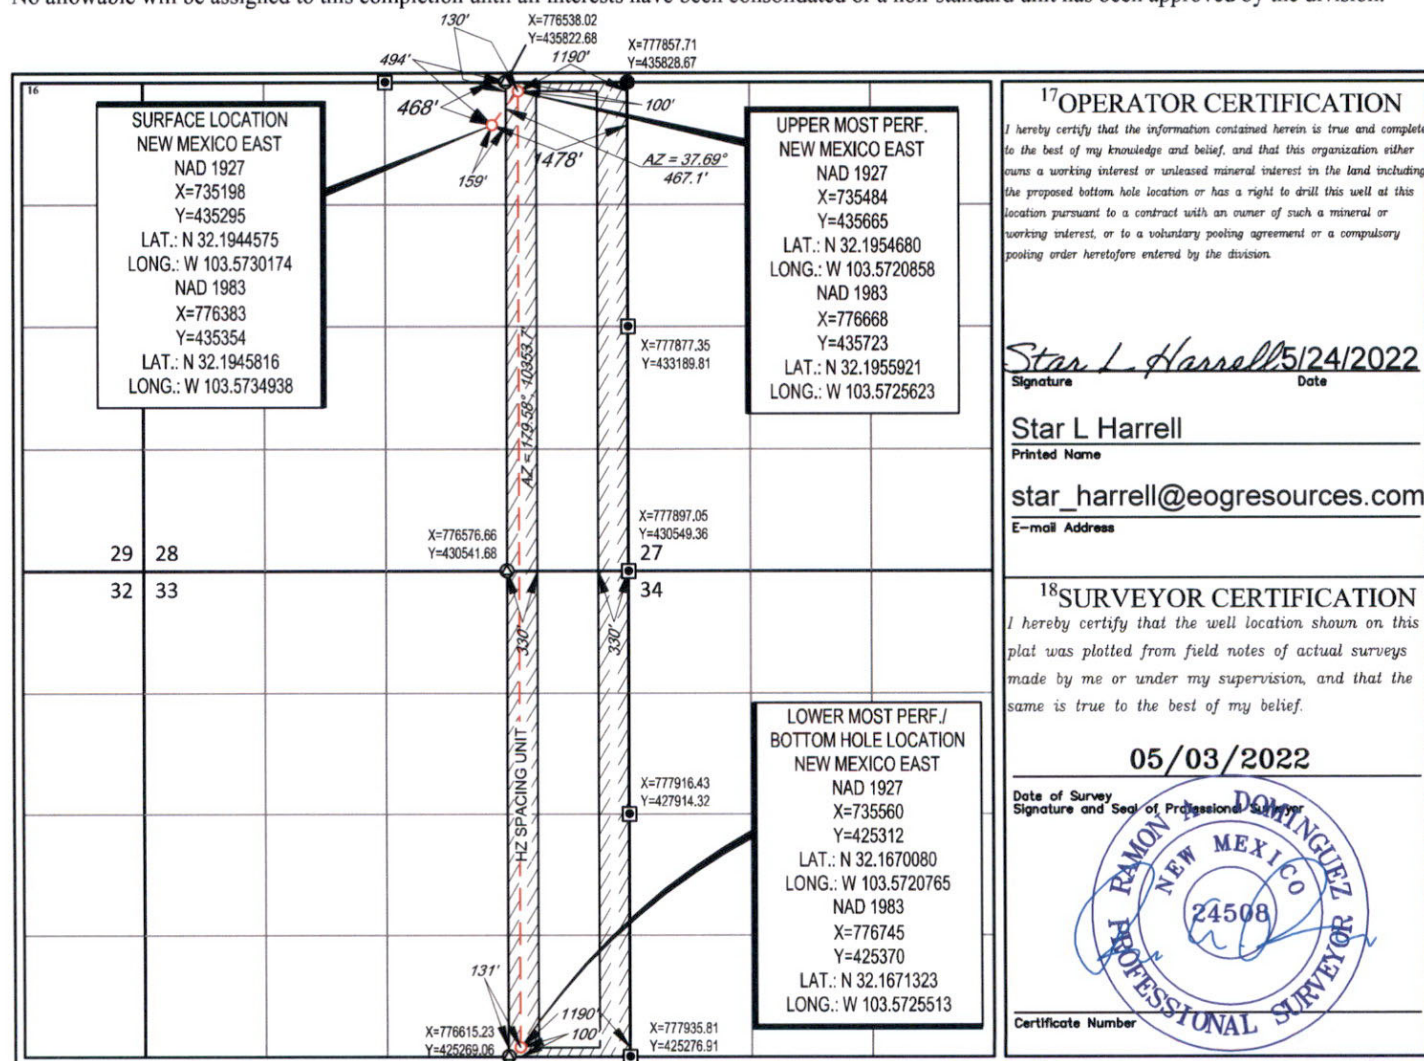 No allowable will be assigned to this completion until all interests have been consolidated or a non-standard unit has been approved by the division.
130'
X=776538.02
Y=435822.68
X=777857.71
Y=435828.67
494'
1190'
16
468'
100'
1478'
159'
AZ = 37.69°
467.1'
SURFACE LOCATION
NEW MEXICO EAST
NAD 1927
X=735198
Y=435295
LAT.: N 32.1944575
LONG.: W 103.5730174
NAD 1983
X=776383
Y=435354
LAT.: N 32.1945816
LONG.: W 103.5734938
UPPER MOST PERF.
NEW MEXICO EAST
NAD 1927
X=735484
Y=435665
LAT.: N 32.1954680
LONG.: W 103.5720858
NAD 1983
X=776668
Y=435723
LAT.: N 32.1955921
LONG.: W 103.5725623
X=777877.35
Y=433189.81
AZ = 179.58°, 10353.7'
X=776576.66
Y=430541.68
X=777897.05
Y=430549.36
29 28
27
32 33
34
330'
330'
HZ SPACING UNIT
X=777916.43
Y=427914.32
LOWER MOST PERF./
BOTTOM HOLE LOCATION
NEW MEXICO EAST
NAD 1927
X=735560
Y=425312
LAT.: N 32.1670080
LONG.: W 103.5720765
NAD 1983
X=776745
Y=425370
LAT.: N 32.1671323
LONG.: W 103.5725513
131'
1190'
100'
X=776615.23
Y=425269.06
X=777935.81
Y=425276.91
17 OPERATOR CERTIFICATION
I hereby certify that the information contained herein is true and complete
to the best of my knowledge and belief, and that this organization either
owns a working interest or unleased mineral interest in the land including
the proposed bottom hole location or has a right to drill this well at this
location pursuant to a contract with an owner of such a mineral or
working interest, or to a voluntary pooling agreement or a compulsory
pooling order heretofore entered by the division.
Star L Harrell 5/24/2022
Signature Date
Star L Harrell
Printed Name
star_harrell@eogresources.com
E-mail Address
18 SURVEYOR CERTIFICATION
I hereby certify that the well location shown on this
plat was plotted from field notes of actual surveys
made by me or under my supervision, and that the
same is true to the best of my belief.
05/03/2022
Date of Survey
Signature and Seal of Professional Surveyor
RAMON A. DOMINGUEZ
NEW MEXICO
24508
PROFESSIONAL SURVEYOR
Certificate Number